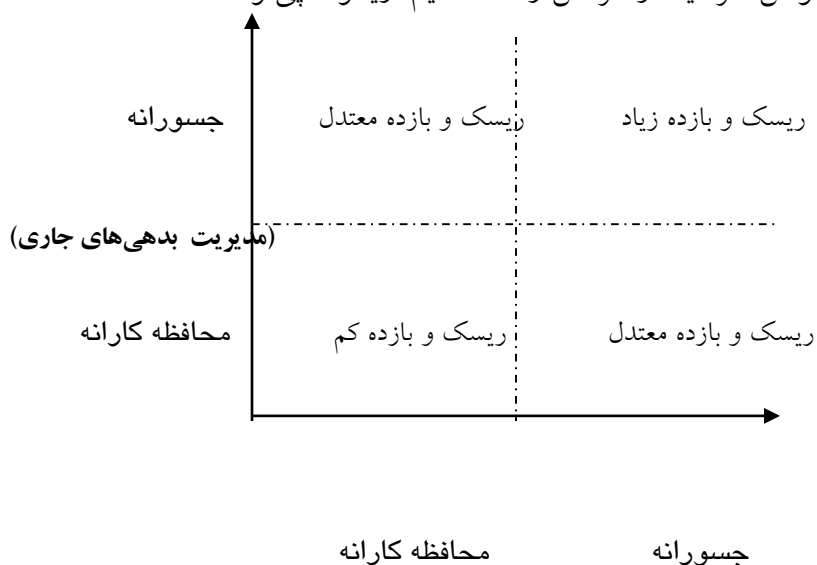 جسورانه ریسک و بازده معتدل ریسک و بازده زیاد
(مدیریت بدهی‌های جاری)
محافظه کارانه ریسک و بازده کم ریسک و بازده معتدل
محافظه کارانه جسورانه